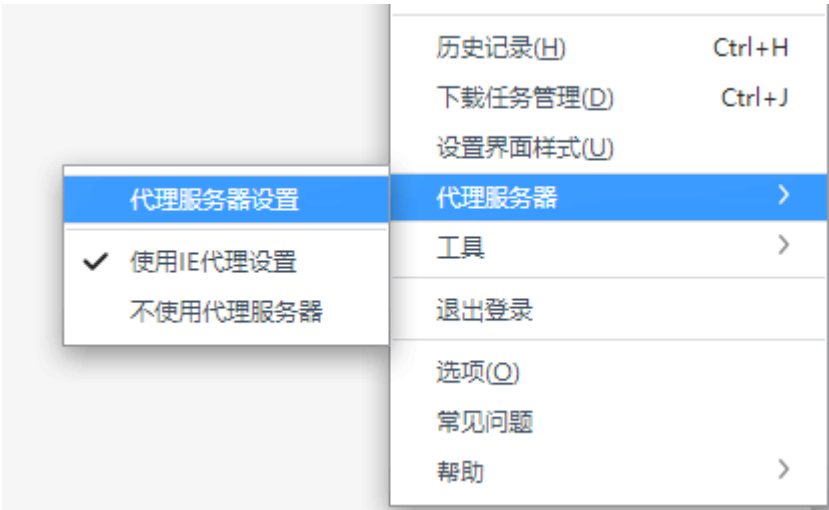 历史记录(H) Ctrl+H
下载任务管理(D) Ctrl+J
设置界面样式(U)
代理服务器设置
代理服务器
使用IE代理设置
工具
不使用代理服务器
退出登录
选项(O)
常见问题
帮助